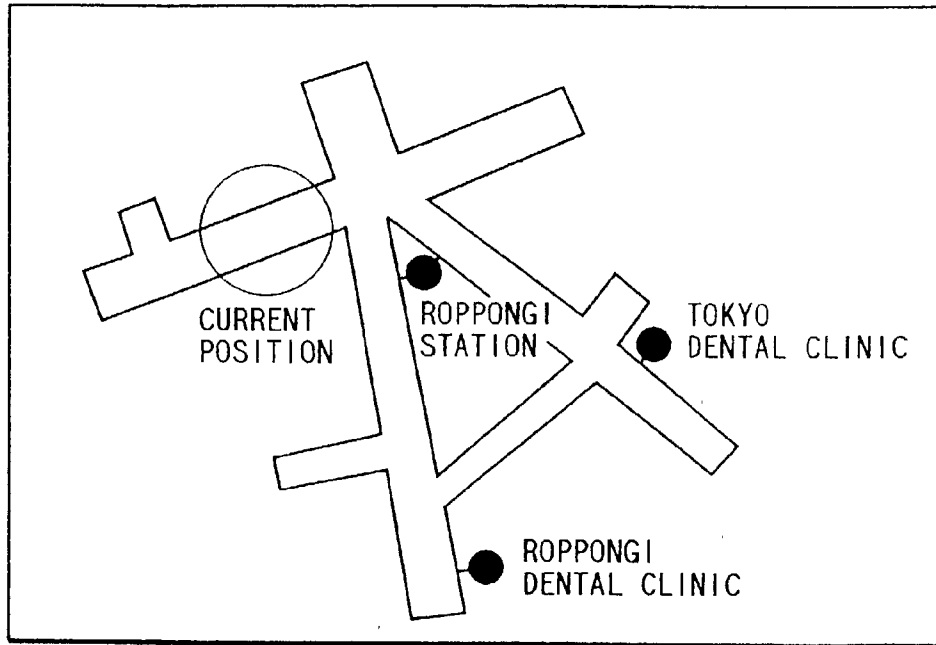 CURRENT
POSITION
ROPPONGI
STATION
TOKYO
DENTAL CLINIC
ROPPONGI
DENTAL CLINIC